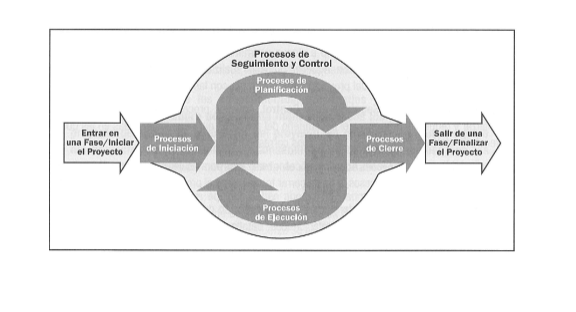 Procesos de
Seguimiento y Control
Procesos de
Planificación
Entrar en
una Fase/Iniciar
el Proyecto
Procesos
de Iniciación
Procesos
de Cierre
Salir de una
Fase/Finalizar
el Proyecto
Procesos
de Ejecución